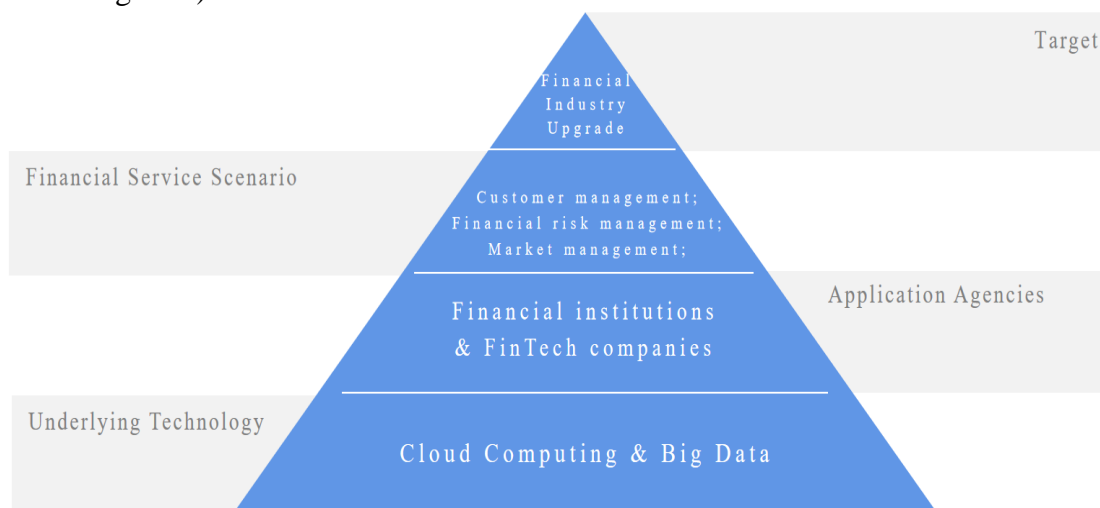 Target
Financial
Industry
Upgrade
Financial Service Scenario
Customer management;
Financial risk management;
Market management;
Application Agencies
Financial institutions
& FinTech companies
Underlying Technology
Cloud Computing & Big Data